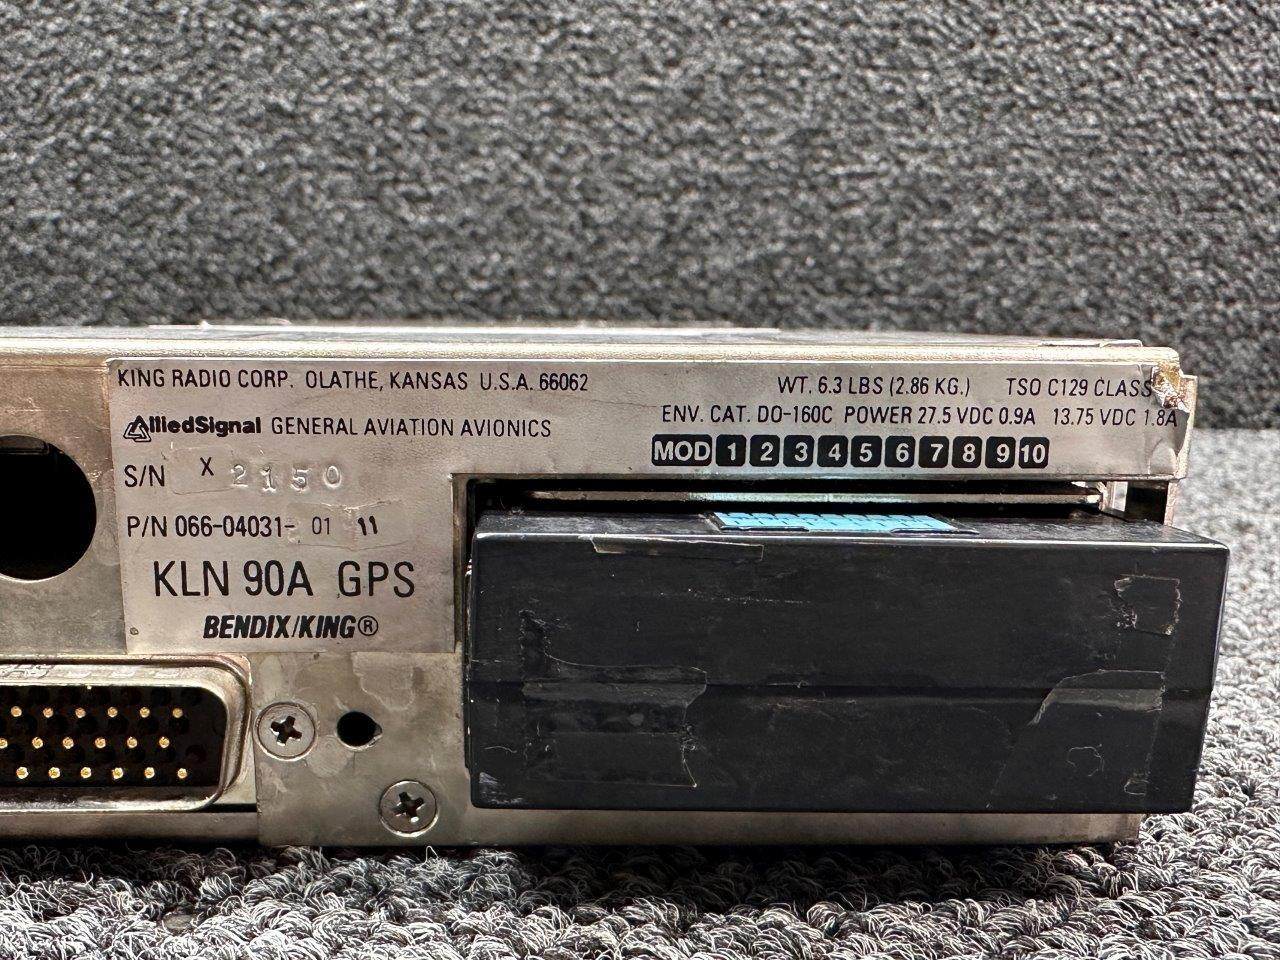 KING RADIO CORP. OLATHE, KANSAS U.S.A. 66062
WT. 6.3 LBS (2.86 KG.) TSO C129 CLASS
AlliedSignal GENERAL AVIATION AVIONICS
ENV. CAT. DO-160C POWER 27.5 VDC 0.9A 13.75 VDC 1.8A
MOD 1 2 3 4 5 6 7 8 9 10
S/N X 2150
P/N 066-04031- 01 11
KLN 90A GPS
BENDIX/KING®